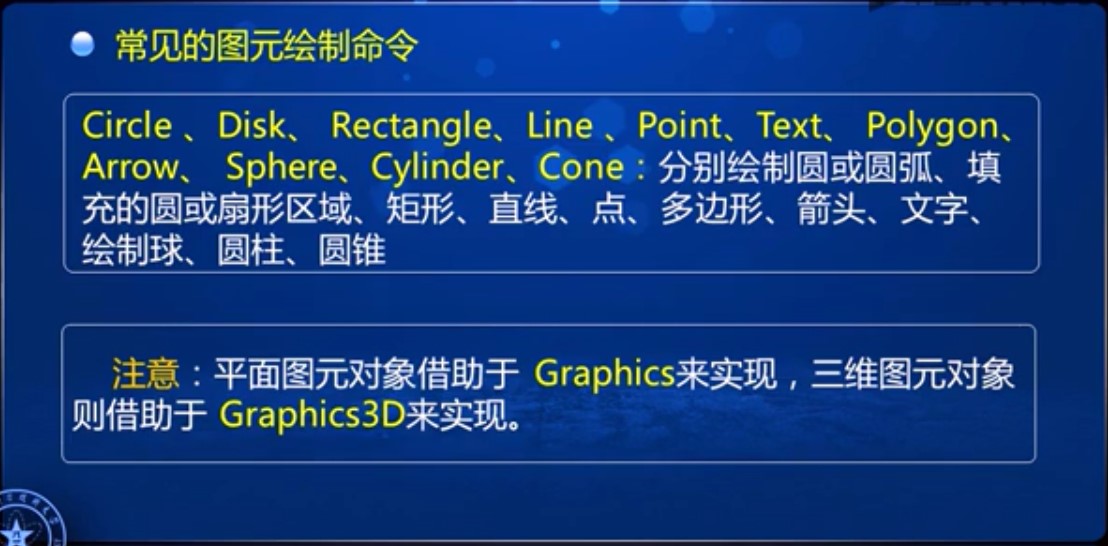 常见的图元绘制命令
Circle 、Disk、 Rectangle、Line 、Point、Text、 Polygon、
Arrow、 Sphere、Cylinder、Cone：分别绘制圆或圆弧、填
充的圆或扇形区域、矩形、直线、点、多边形、箭头、文字、
绘制球、圆柱、圆锥
注意：平面图元对象借助于 Graphics来实现，三维图元对象
则借助于 Graphics3D来实现。